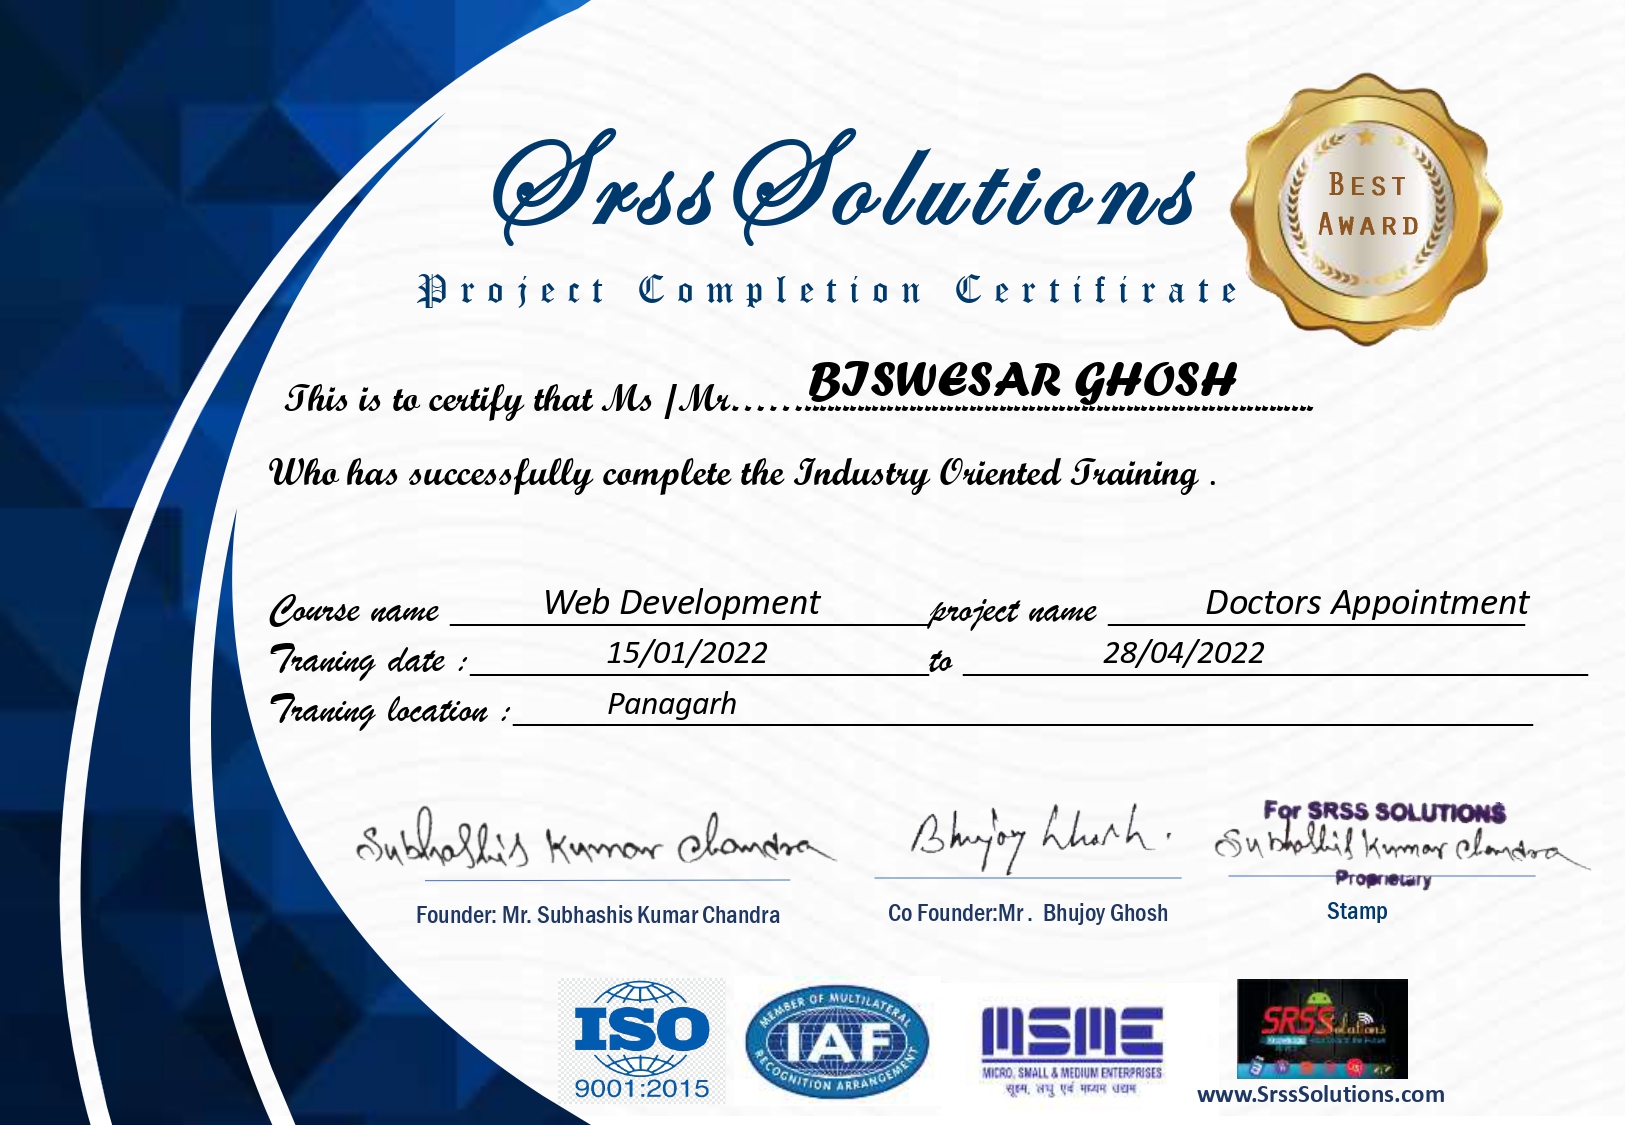 Srss Solutions
BEST
AWARD
Project Completion Certifirate
This is to certify that Ms /Mr....... BISWESAR GHOSH
Who has successfully complete the Industry Oriented Training .
Course name Web Development project name Doctors Appointment
Traning date : 15/01/2022 to 28/04/2022
Traning location : Panagarh
Subhashis Kumar Chandra
Bhujoy Ghosh.
For SRSS SOLUTIONS
Subhashis Kumar Chandra
Proprietary
Founder: Mr. Subhashis Kumar Chandra
Co Founder:Mr . Bhujoy Ghosh
Stamp
ISO
9001:2015
MEMBER OF MULTILATERAL
IAF
RECOGNITION ARRANGEMENT
MSME
MICRO, SMALL & MEDIUM ENTERPRISES
सूक्ष्म, लघु एवं मध्यम उद्यम
SRSS Solutions
www.SrssSolutions.com